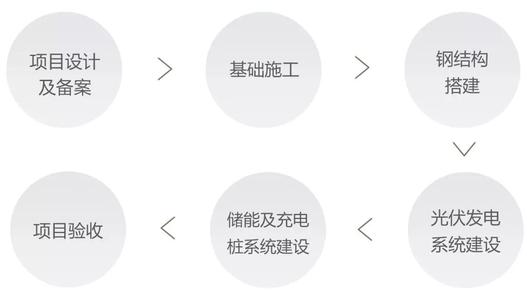 项目设计
及备案
基础施工
钢结构
搭建
光伏发电
系统建设
储能及充电
桩系统建设
项目验收